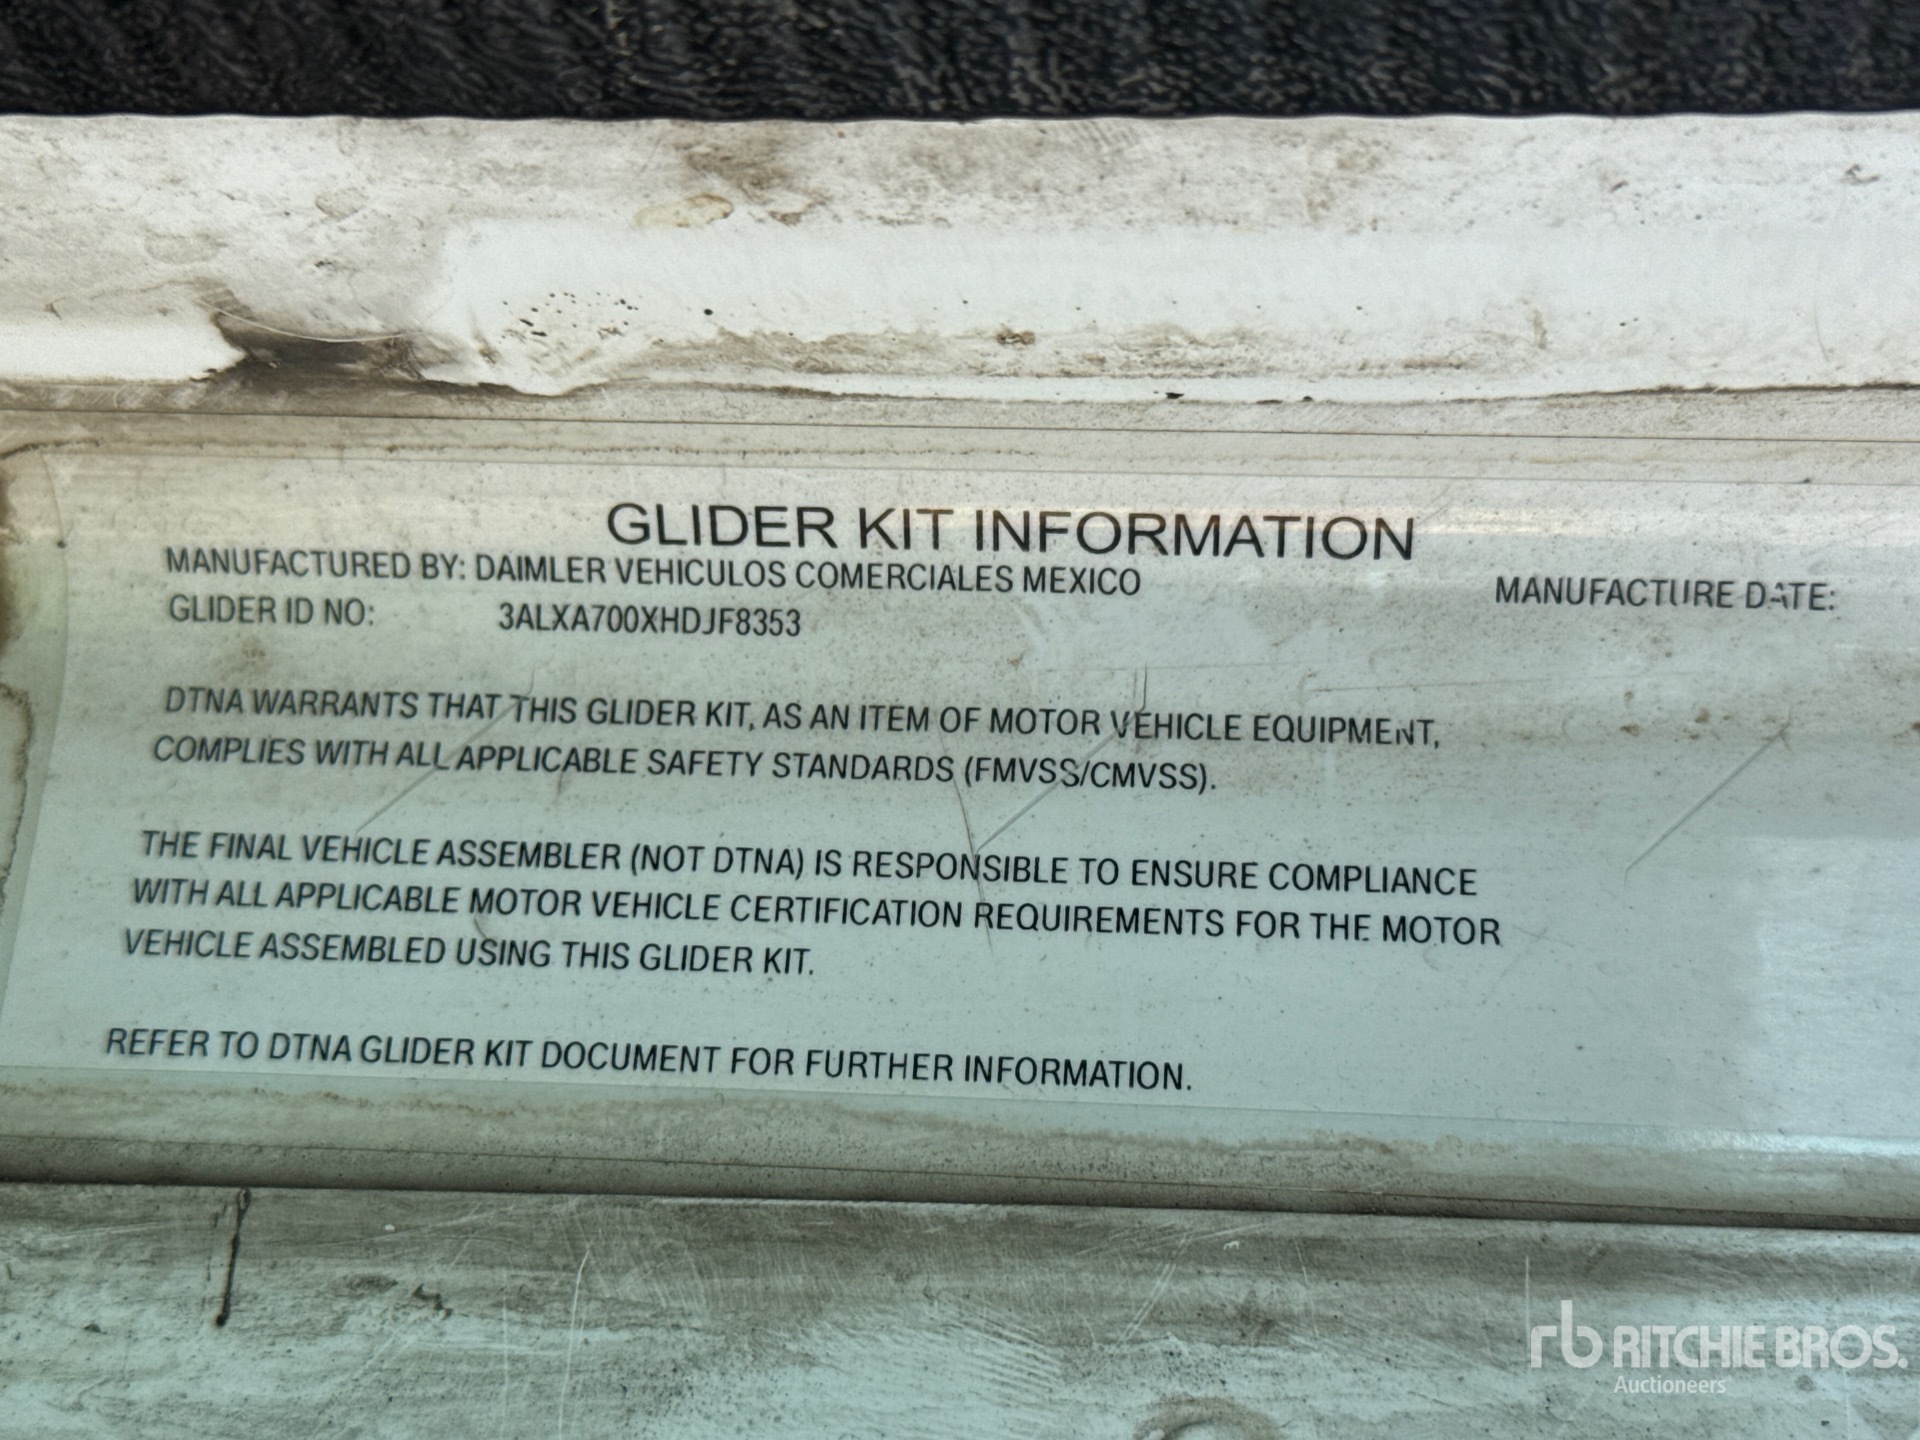 GLIDER KIT INFORMATION
MANUFACTURED BY: DAIMLER VEHICULOS COMERCIALES MEXICO MANUFACTURE DATE:
GLIDER ID NO: 3ALXA700XHDJF8353
DTNA WARRANTS THAT THIS GLIDER KIT, AS AN ITEM OF MOTOR VEHICLE EQUIPMENT,
COMPLIES WITH ALL APPLICABLE SAFETY STANDARDS (FMVSS/CMVSS).
THE FINAL VEHICLE ASSEMBLER (NOT DTNA) IS RESPONSIBLE TO ENSURE COMPLIANCE
WITH ALL APPLICABLE MOTOR VEHICLE CERTIFICATION REQUIREMENTS FOR THE MOTOR
VEHICLE ASSEMBLED USING THIS GLIDER KIT.
REFER TO DTNA GLIDER KIT DOCUMENT FOR FURTHER INFORMATION.
rb RITCHIE BROS.
Auctioneers